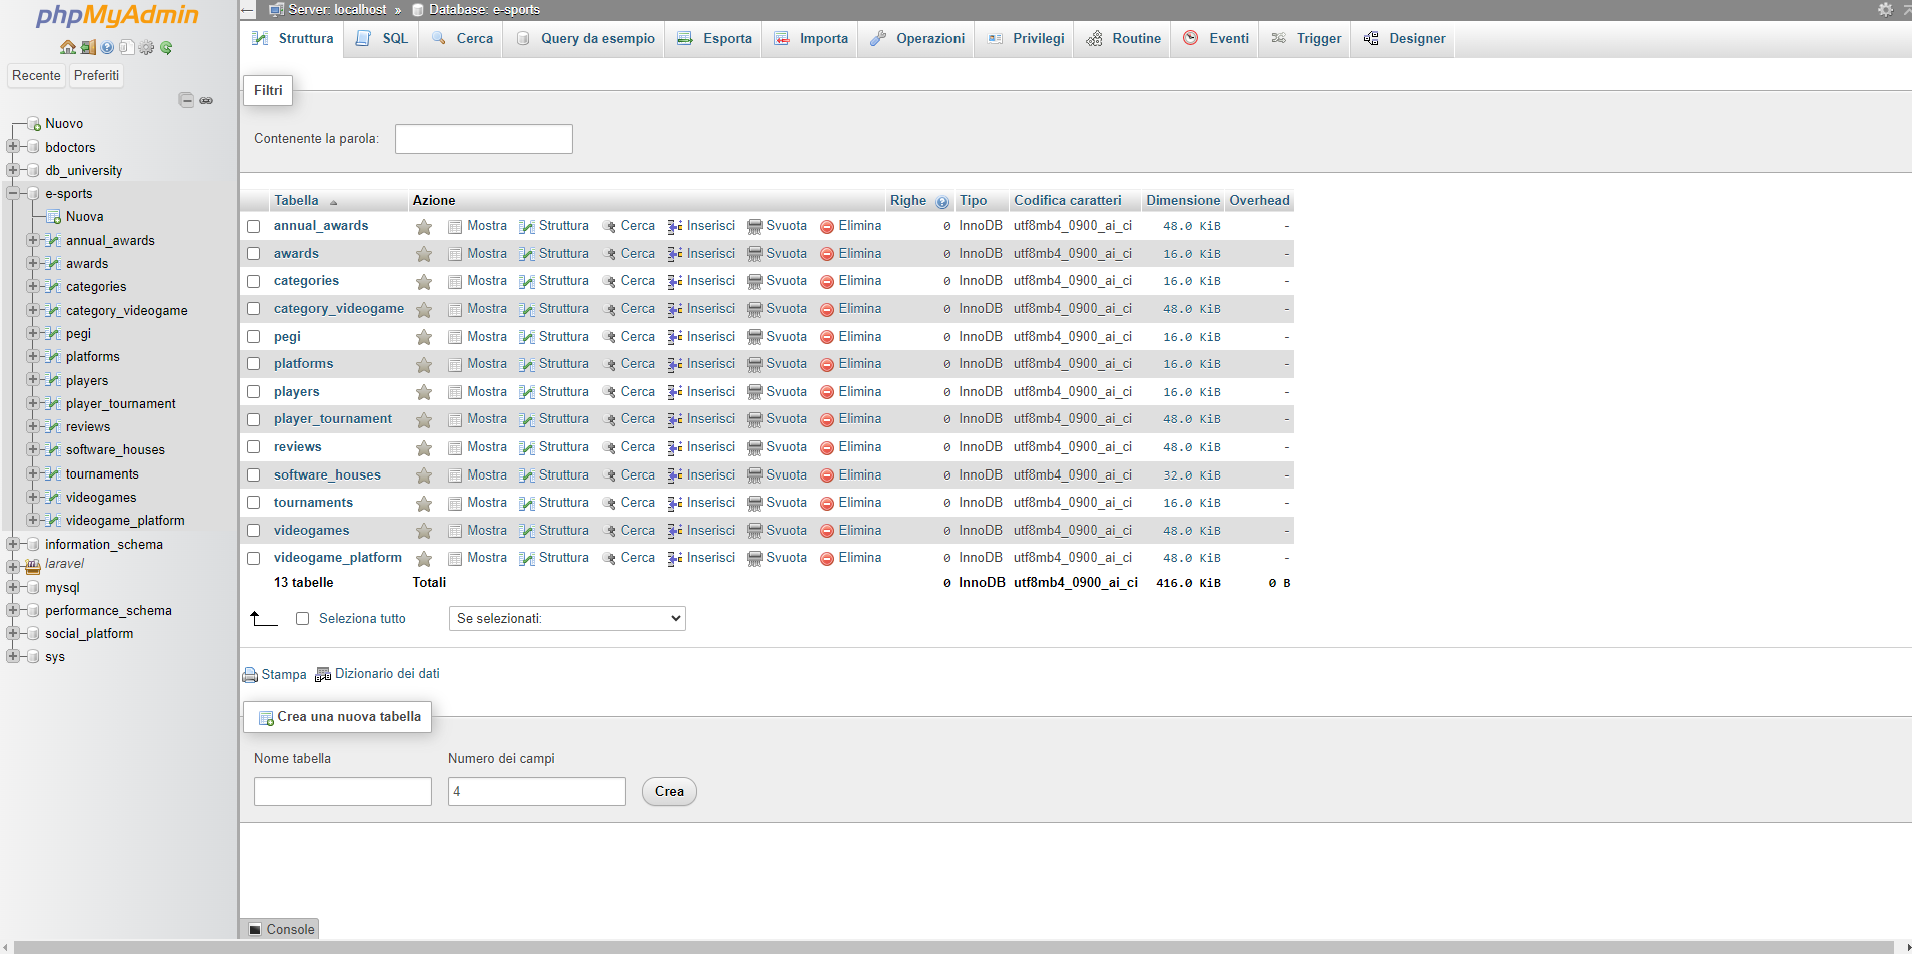 phpMyAdmin
Recente Preferiti
Nuovo
bdoctors
db_university
e-sports
Nuova
annual_awards
awards
categories
category_videogame
pegi
platforms
players
player_tournament
reviews
software_houses
tournaments
videogames
videogame_platform
information_schema
laravel
mysql
performance_schema
social_platform
sys
Server: localhost » Database: e-sports
Struttura SQL Cerca Query da esempio Esporta Importa Operazioni Privilegi Routine Eventi Trigger Designer
Filtri
Contenente la parola:
Tabella Azione Righe Tipo Codifica caratteri Dimensione Overhead
annual_awards Mostra Struttura Cerca Inserisci Svuota Elimina 0 InnoDB utf8mb4_0900_ai_ci 48.0 KiB -
awards Mostra Struttura Cerca Inserisci Svuota Elimina 0 InnoDB utf8mb4_0900_ai_ci 16.0 KiB -
categories Mostra Struttura Cerca Inserisci Svuota Elimina 0 InnoDB utf8mb4_0900_ai_ci 16.0 KiB -
category_videogame Mostra Struttura Cerca Inserisci Svuota Elimina 0 InnoDB utf8mb4_0900_ai_ci 48.0 KiB -
pegi Mostra Struttura Cerca Inserisci Svuota Elimina 0 InnoDB utf8mb4_0900_ai_ci 16.0 KiB -
platforms Mostra Struttura Cerca Inserisci Svuota Elimina 0 InnoDB utf8mb4_0900_ai_ci 16.0 KiB -
players Mostra Struttura Cerca Inserisci Svuota Elimina 0 InnoDB utf8mb4_0900_ai_ci 16.0 KiB -
player_tournament Mostra Struttura Cerca Inserisci Svuota Elimina 0 InnoDB utf8mb4_0900_ai_ci 48.0 KiB -
reviews Mostra Struttura Cerca Inserisci Svuota Elimina 0 InnoDB utf8mb4_0900_ai_ci 48.0 KiB -
software_houses Mostra Struttura Cerca Inserisci Svuota Elimina 0 InnoDB utf8mb4_0900_ai_ci 32.0 KiB -
tournaments Mostra Struttura Cerca Inserisci Svuota Elimina 0 InnoDB utf8mb4_0900_ai_ci 16.0 KiB -
videogames Mostra Struttura Cerca Inserisci Svuota Elimina 0 InnoDB utf8mb4_0900_ai_ci 48.0 KiB -
videogame_platform Mostra Struttura Cerca Inserisci Svuota Elimina 0 InnoDB utf8mb4_0900_ai_ci 48.0 KiB -
13 tabelle Totali 0 InnoDB utf8mb4_0900_ai_ci 416.0 KiB 0 B
Seleziona tutto Se selezionati:
Stampa Dizionario dei dati
Crea una nuova tabella
Nome tabella Numero dei campi
4 Crea
Console